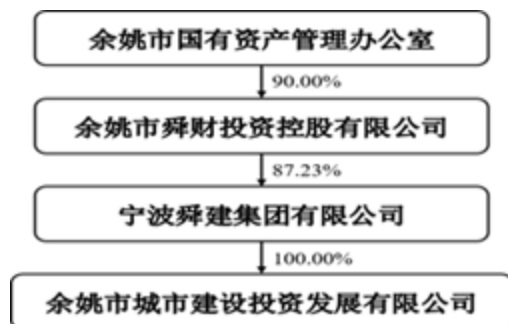 余姚市国有资产管理办公室
90.00%
余姚市舜财投资控股有限公司
87.23%
宁波舜建集团有限公司
100.00%
余姚市城市建设投资发展有限公司